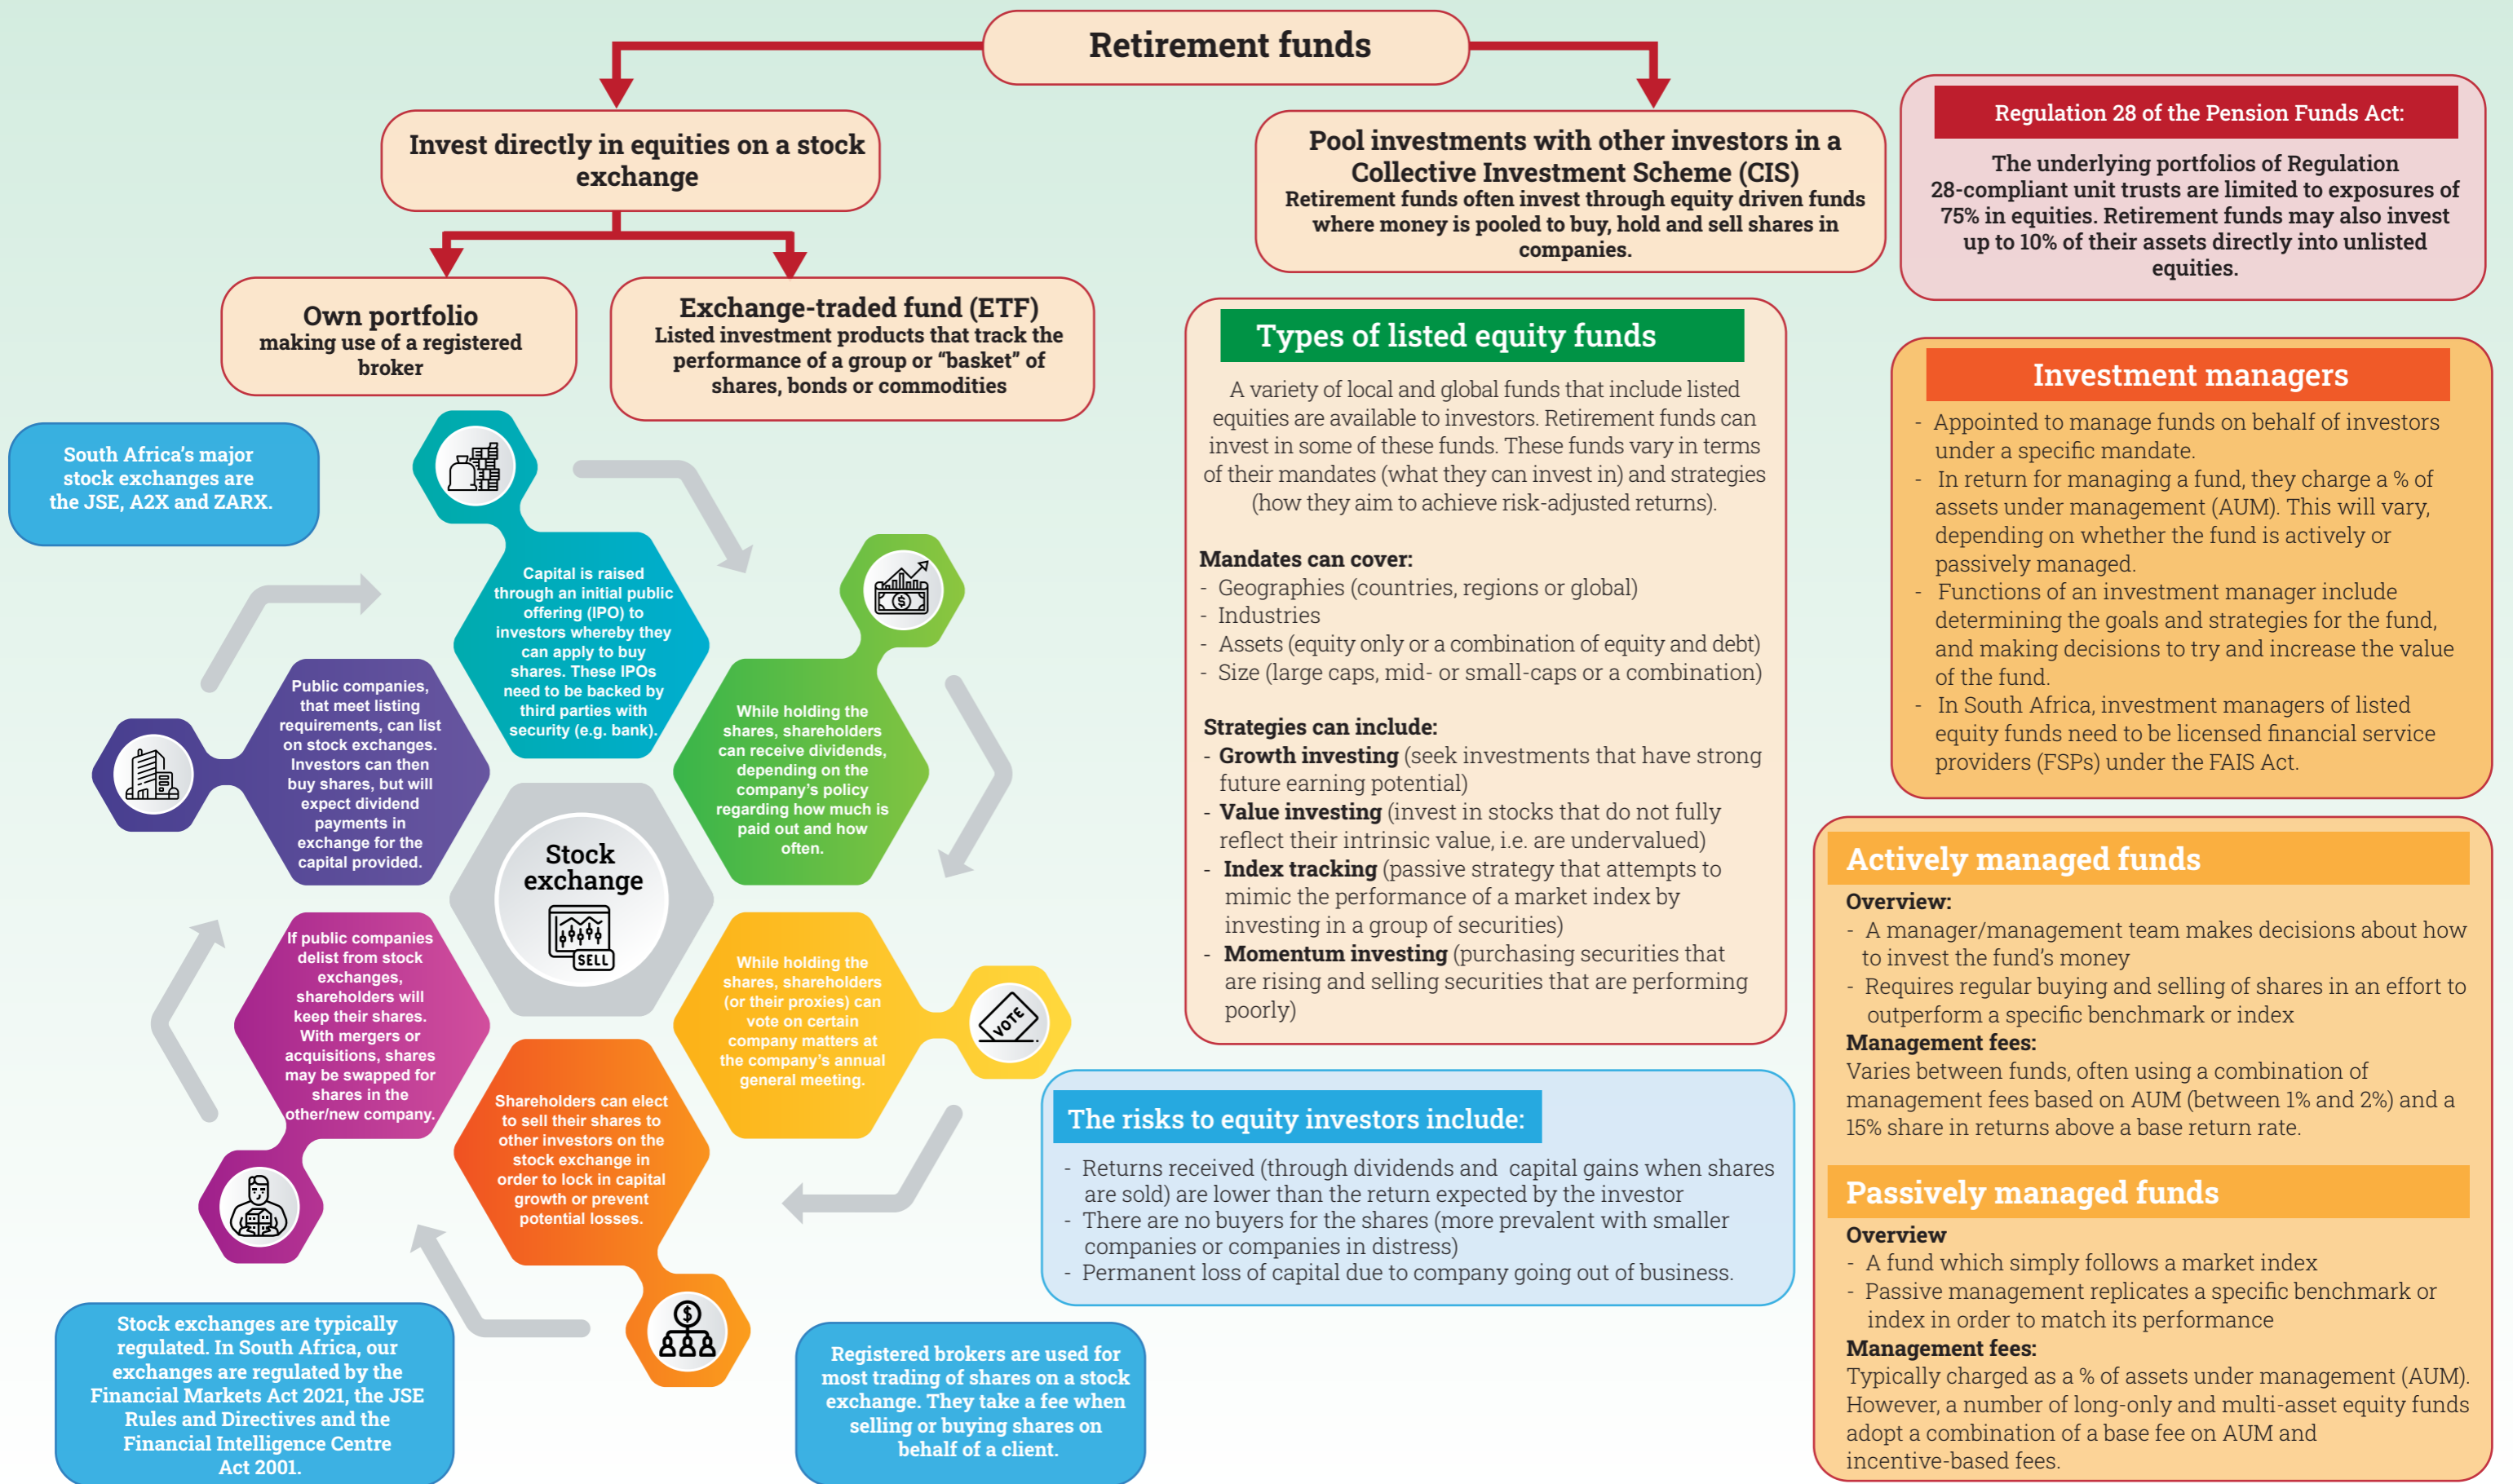 Retirement funds
Invest directly in equities on a stock
exchange
Own portfolio
making use of a registered
broker
Exchange-traded fund (ETF)
Listed investment products that track the
performance of a group or “basket” of
shares, bonds or commodities
Pool investments with other investors in a
Collective Investment Scheme (CIS)
Retirement funds often invest through equity driven funds
where money is pooled to buy, hold and sell shares in
companies.
Regulation 28 of the Pension Funds Act:
The underlying portfolios of Regulation
28-compliant unit trusts are limited to exposures of
75% in equities. Retirement funds may also invest
up to 10% of their assets directly into unlisted
equities.
South Africa’s major
stock exchanges are
the JSE, A2X and ZARX.
Capital is raised
through an initial public
offering (IPO) to
investors whereby they
can apply to buy
shares. These IPOs
need to be backed by
third parties with
security (e.g. bank).
$
While holding the
shares, shareholders
can receive dividends,
depending on the
company’s policy
regarding how much is
paid out and how
often.
Public companies,
that meet listing
requirements, can list
on stock exchanges.
Investors can then
buy shares, but will
expect dividend
payments in
exchange for the
capital provided.
Stock
exchange
SELL
While holding the
shares, shareholders
(or their proxies) can
vote on certain
company matters at
the company’s annual
general meeting.
VOTE
If public companies
delist from stock
exchanges,
shareholders will
keep their shares.
With mergers or
acquisitions, shares
may be swapped for
shares in the
other/new company.
Shareholders can elect
to sell their shares to
other investors on the
stock exchange in
order to lock in capital
growth or prevent
potential losses.
$
Stock exchanges are typically
regulated. In South Africa, our
exchanges are regulated by the
Financial Markets Act 2021, the JSE
Rules and Directives and the
Financial Intelligence Centre
Act 2001.
Registered brokers are used for
most trading of shares on a stock
exchange. They take a fee when
selling or buying shares on
behalf of a client.
Types of listed equity funds
A variety of local and global funds that include listed
equities are available to investors. Retirement funds can
invest in some of these funds. These funds vary in terms
of their mandates (what they can invest in) and strategies
(how they aim to achieve risk-adjusted returns).
Mandates can cover:
- Geographies (countries, regions or global)
- Industries
- Assets (equity only or a combination of equity and debt)
- Size (large caps, mid- or small-caps or a combination)
Strategies can include:
- Growth investing (seek investments that have strong
future earning potential)
- Value investing (invest in stocks that do not fully
reflect their intrinsic value, i.e. are undervalued)
- Index tracking (passive strategy that attempts to
mimic the performance of a market index by
investing in a group of securities)
- Momentum investing (purchasing securities that
are rising and selling securities that are performing
poorly)
The risks to equity investors include:
- Returns received (through dividends and capital gains when shares
are sold) are lower than the return expected by the investor
- There are no buyers for the shares (more prevalent with smaller
companies or companies in distress)
- Permanent loss of capital due to company going out of business.
Investment managers
- Appointed to manage funds on behalf of investors
under a specific mandate.
- In return for managing a fund, they charge a % of
assets under management (AUM). This will vary,
depending on whether the fund is actively or
passively managed.
- Functions of an investment manager include
determining the goals and strategies for the fund,
and making decisions to try and increase the value
of the fund.
- In South Africa, investment managers of listed
equity funds need to be licensed financial service
providers (FSPs) under the FAIS Act.
Actively managed funds
Overview:
- A manager/management team makes decisions about how
to invest the fund’s money
- Requires regular buying and selling of shares in an effort to
outperform a specific benchmark or index
Management fees:
Varies between funds, often using a combination of
management fees based on AUM (between 1% and 2%) and a
15% share in returns above a base return rate.
Passively managed funds
Overview
- A fund which simply follows a market index
- Passive management replicates a specific benchmark or
index in order to match its performance
Management fees:
Typically charged as a % of assets under management (AUM).
However, a number of long-only and multi-asset equity funds
adopt a combination of a base fee on AUM and
incentive-based fees.